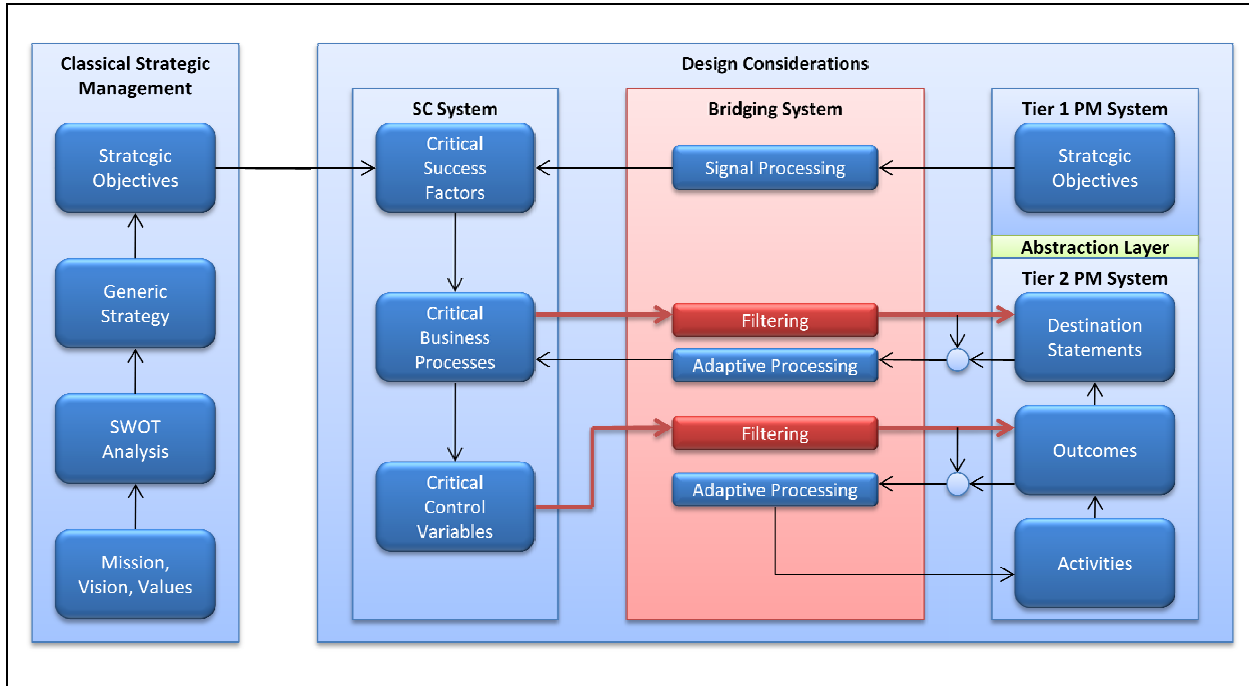 Classical Strategic
Management
Strategic
Objectives
Generic
Strategy
SWOT
Analysis
Mission,
Vision, Values
Design Considerations
SC System
Critical
Success
Factors
Critical
Business
Processes
Critical
Control
Variables
Bridging System
Signal Processing
Filtering
Adaptive Processing
Filtering
Adaptive Processing
Tier 1 PM System
Strategic
Objectives
Abstraction Layer
Tier 2 PM System
Destination
Statements
Outcomes
Activities